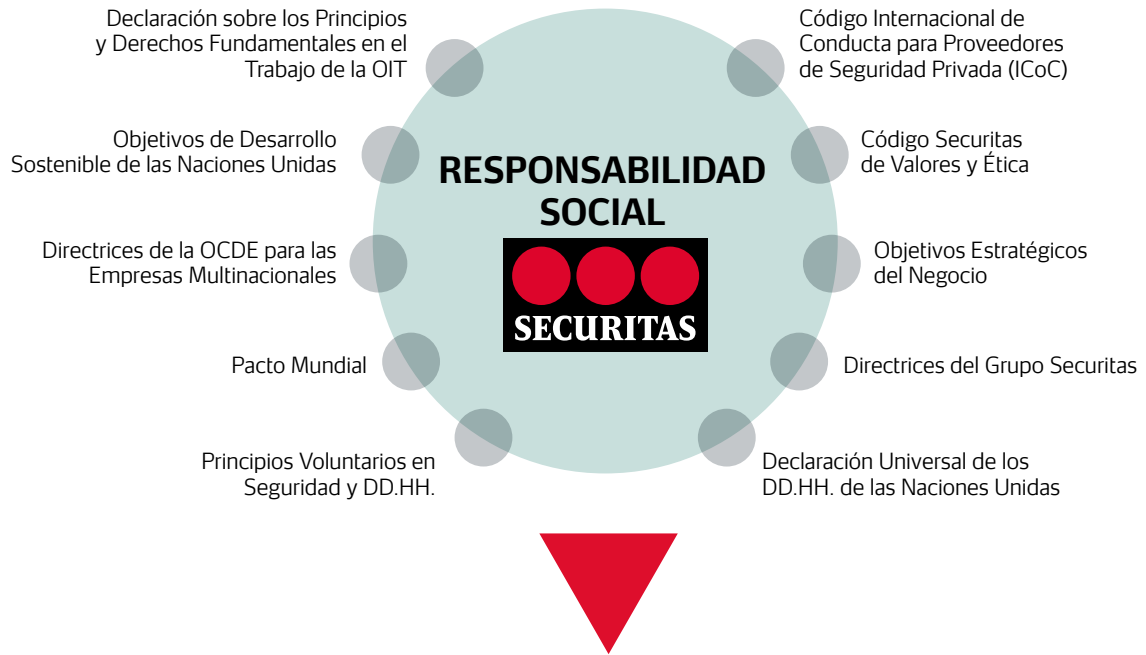 Declaración sobre los Principios
y Derechos Fundamentales en el
Trabajo de la OIT
Código Internacional de
Conducta para Proveedores
de Seguridad Privada (ICoC)
Objetivos de Desarrollo
Sostenible de las Naciones Unidas
Código Securitas
de Valores y Ética
RESPONSABILIDAD
SOCIAL
SECURITAS
Directrices de la OCDE para las
Empresas Multinacionales
Objetivos Estratégicos
del Negocio
Pacto Mundial
Directrices del Grupo Securitas
Principios Voluntarios en
Seguridad y DD.HH.
Declaración Universal de los
DD.HH. de las Naciones Unidas